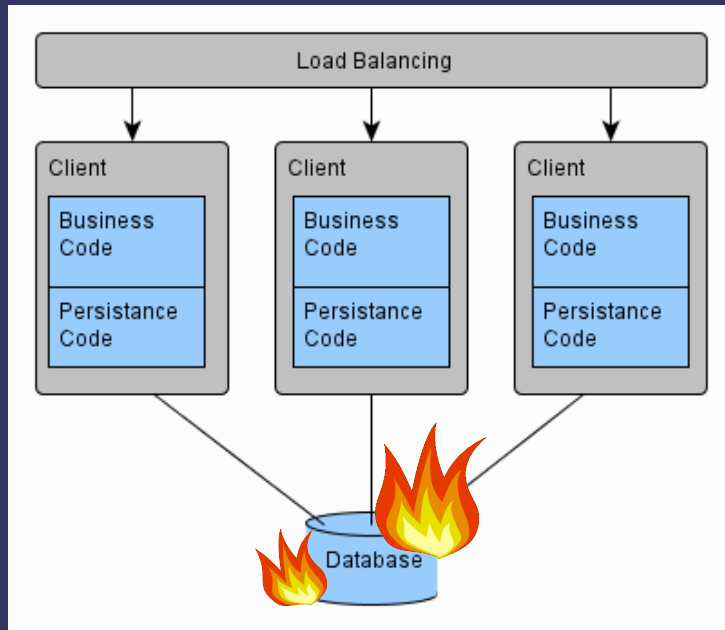 Load Balancing
Client
Business
Code
Persistance
Code
Client
Business
Code
Persistance
Code
Client
Business
Code
Persistance
Code
Database